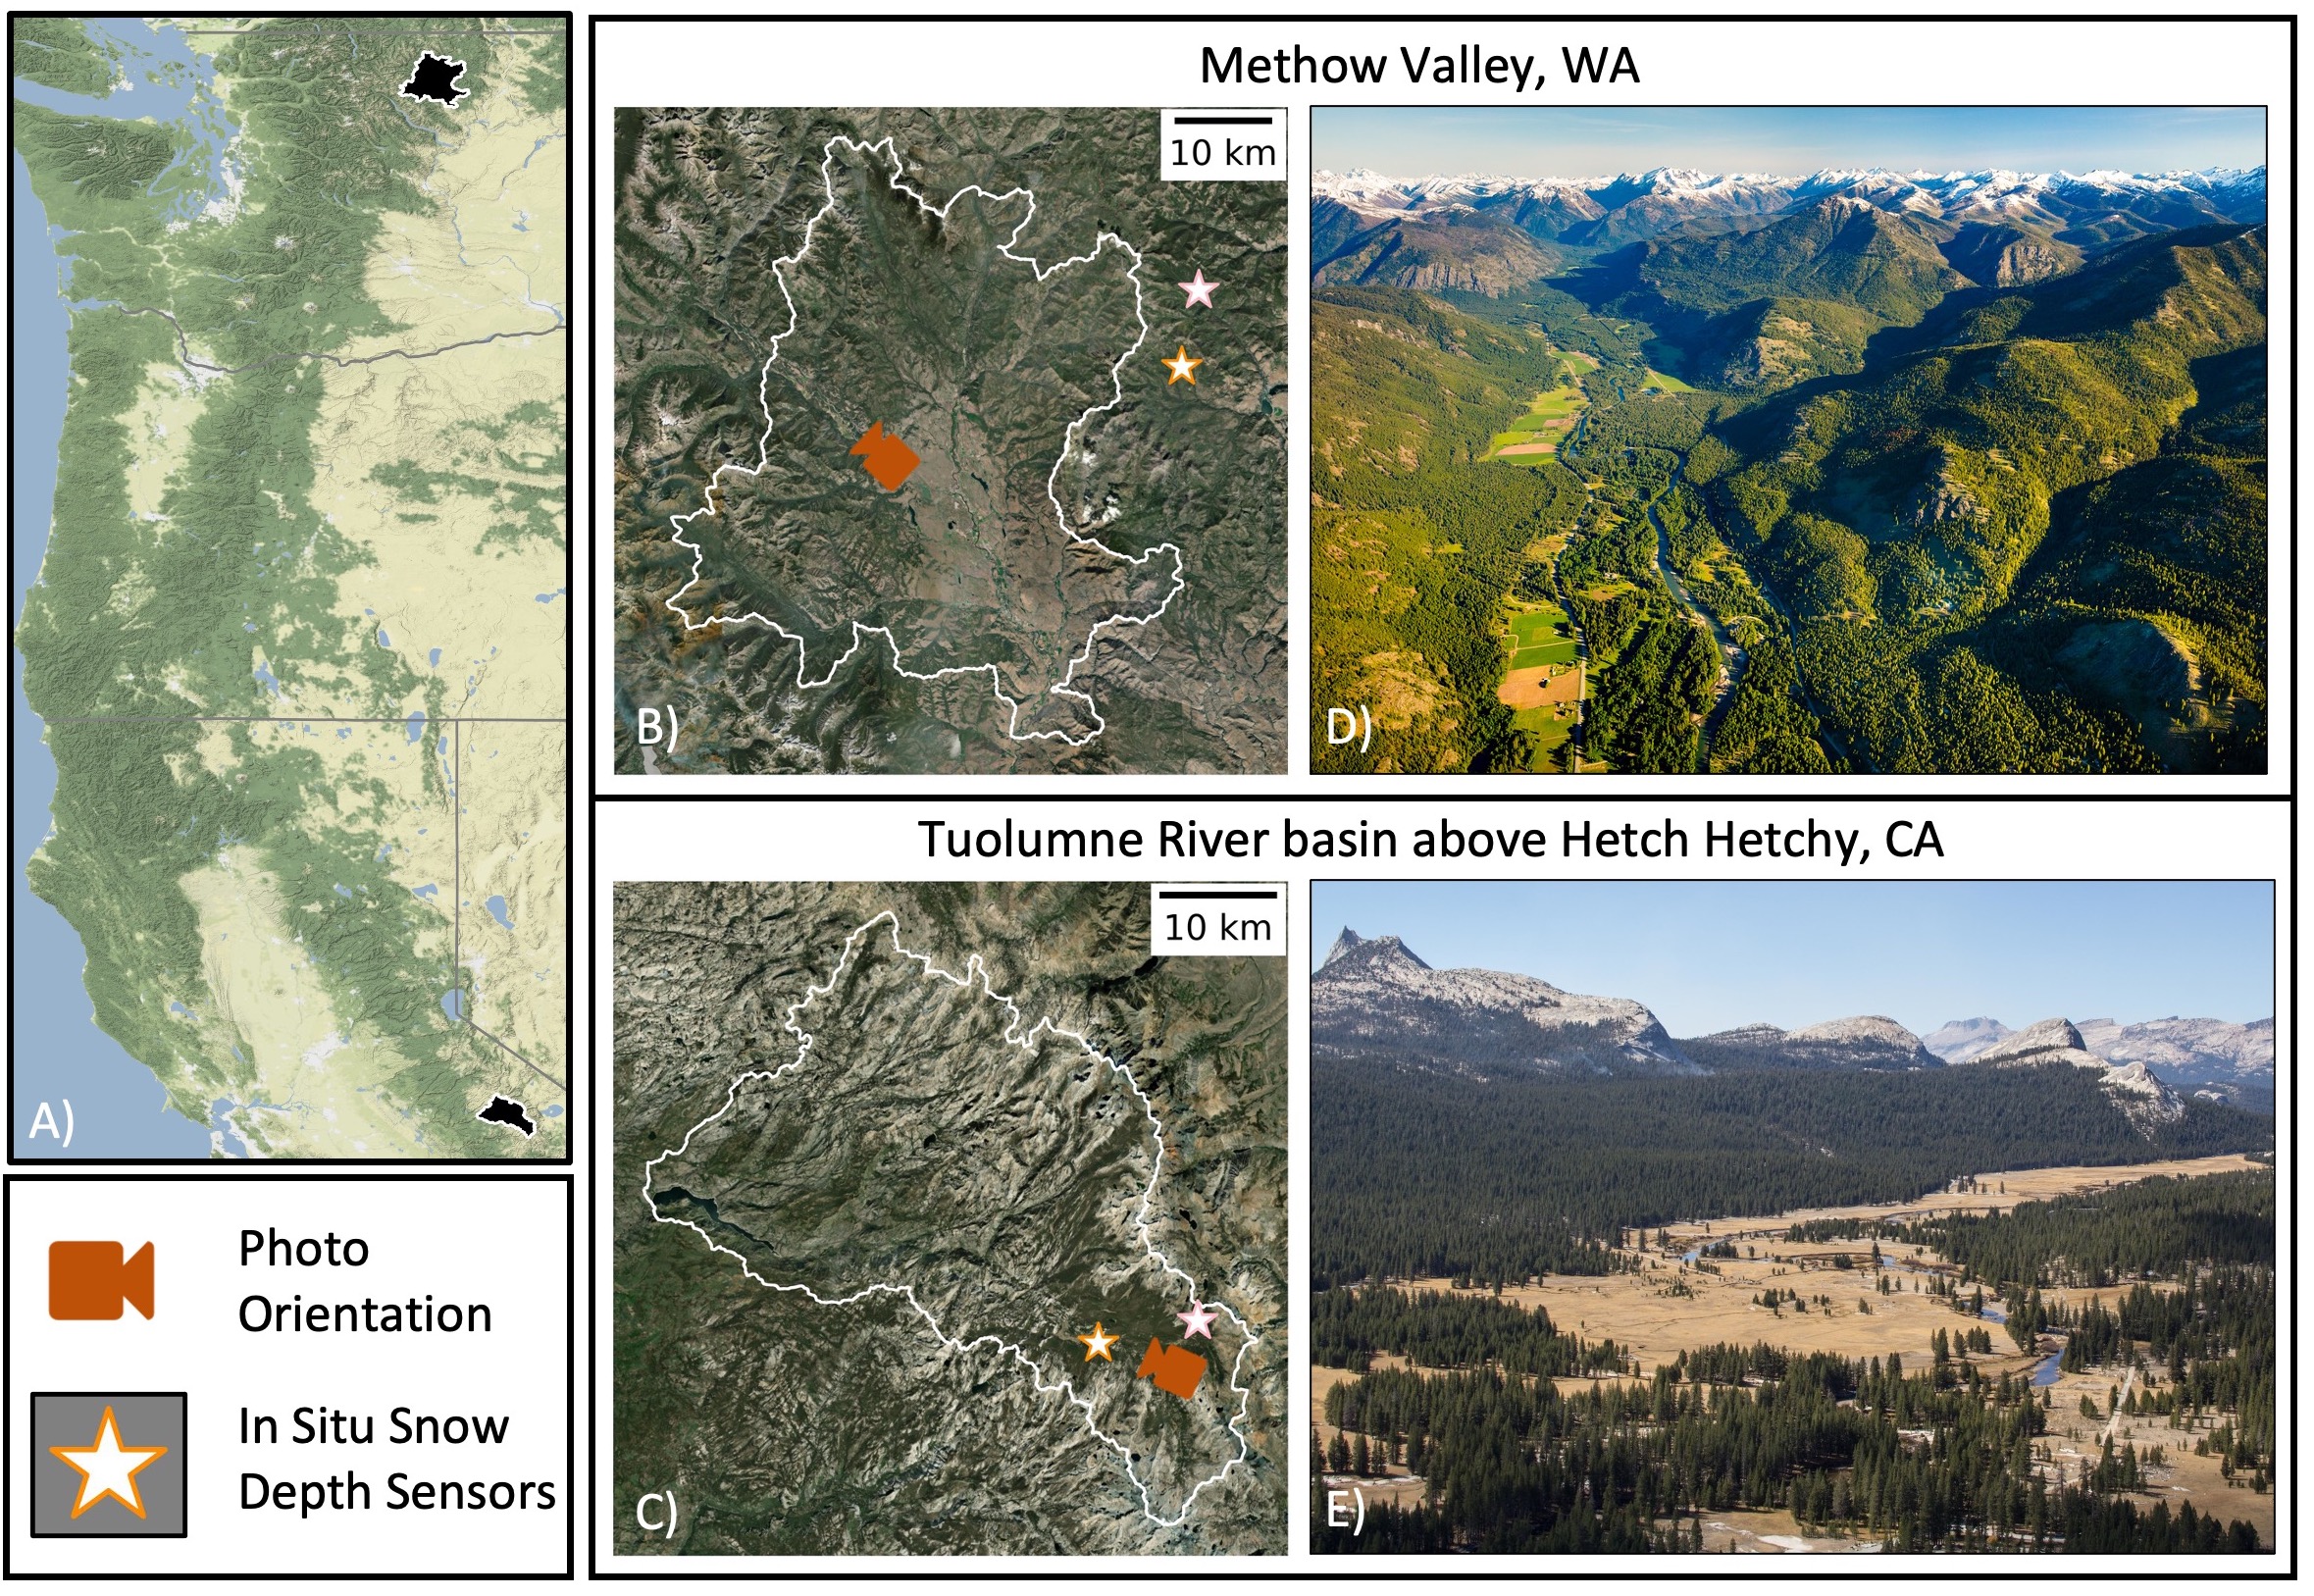 A)
Photo
Orientation
In Situ Snow
Depth Sensors
Methow Valley, WA
10 km
B)
D)
Tuolumne River basin above Hetch Hetchy, CA
10 km
C)
E)